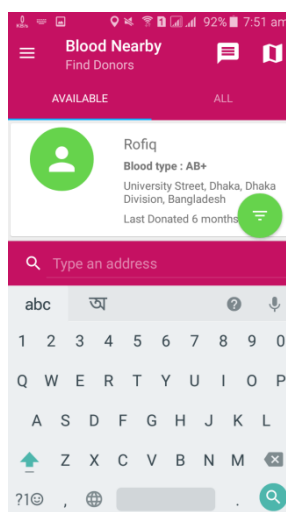 92% 7:51 am
Blood Nearby
Find Donors
AVAILABLE ALL
Rofiq
Blood type : AB+
University Street, Dhaka, Dhaka
Division, Bangladesh
Last Donated 6 months
Type an address
abc অ
1 2 3 4 5 6 7 8 9 0
Q W E R T Y U I O P
A S D F G H J K L
Z X C V B N M
?1☺ , .